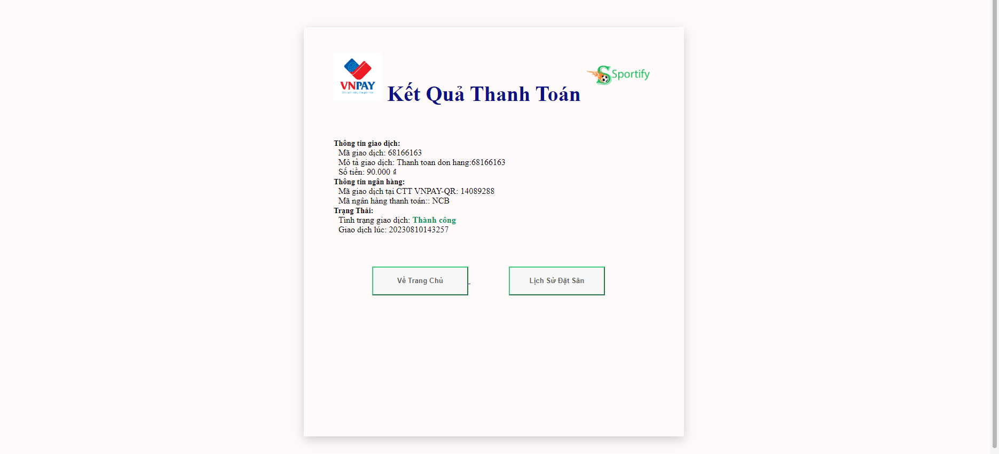 VNPAY
Sportify
Kết Quả Thanh Toán
Thông tin giao dịch:
Mã giao dịch: 68166163
Mô tả giao dịch: Thanh toan don hang:68166163
Số tiền: 90.000 ₫
Thông tin ngân hàng:
Mã giao dịch tại CTT VNPAY-QR: 14089288
Mã ngân hàng thanh toán:: NCB
Trạng Thái:
Tình trạng giao dịch: Thành công
Giao dịch lúc: 20230810143257
Về Trang Chủ
Lịch Sử Đặt Sân